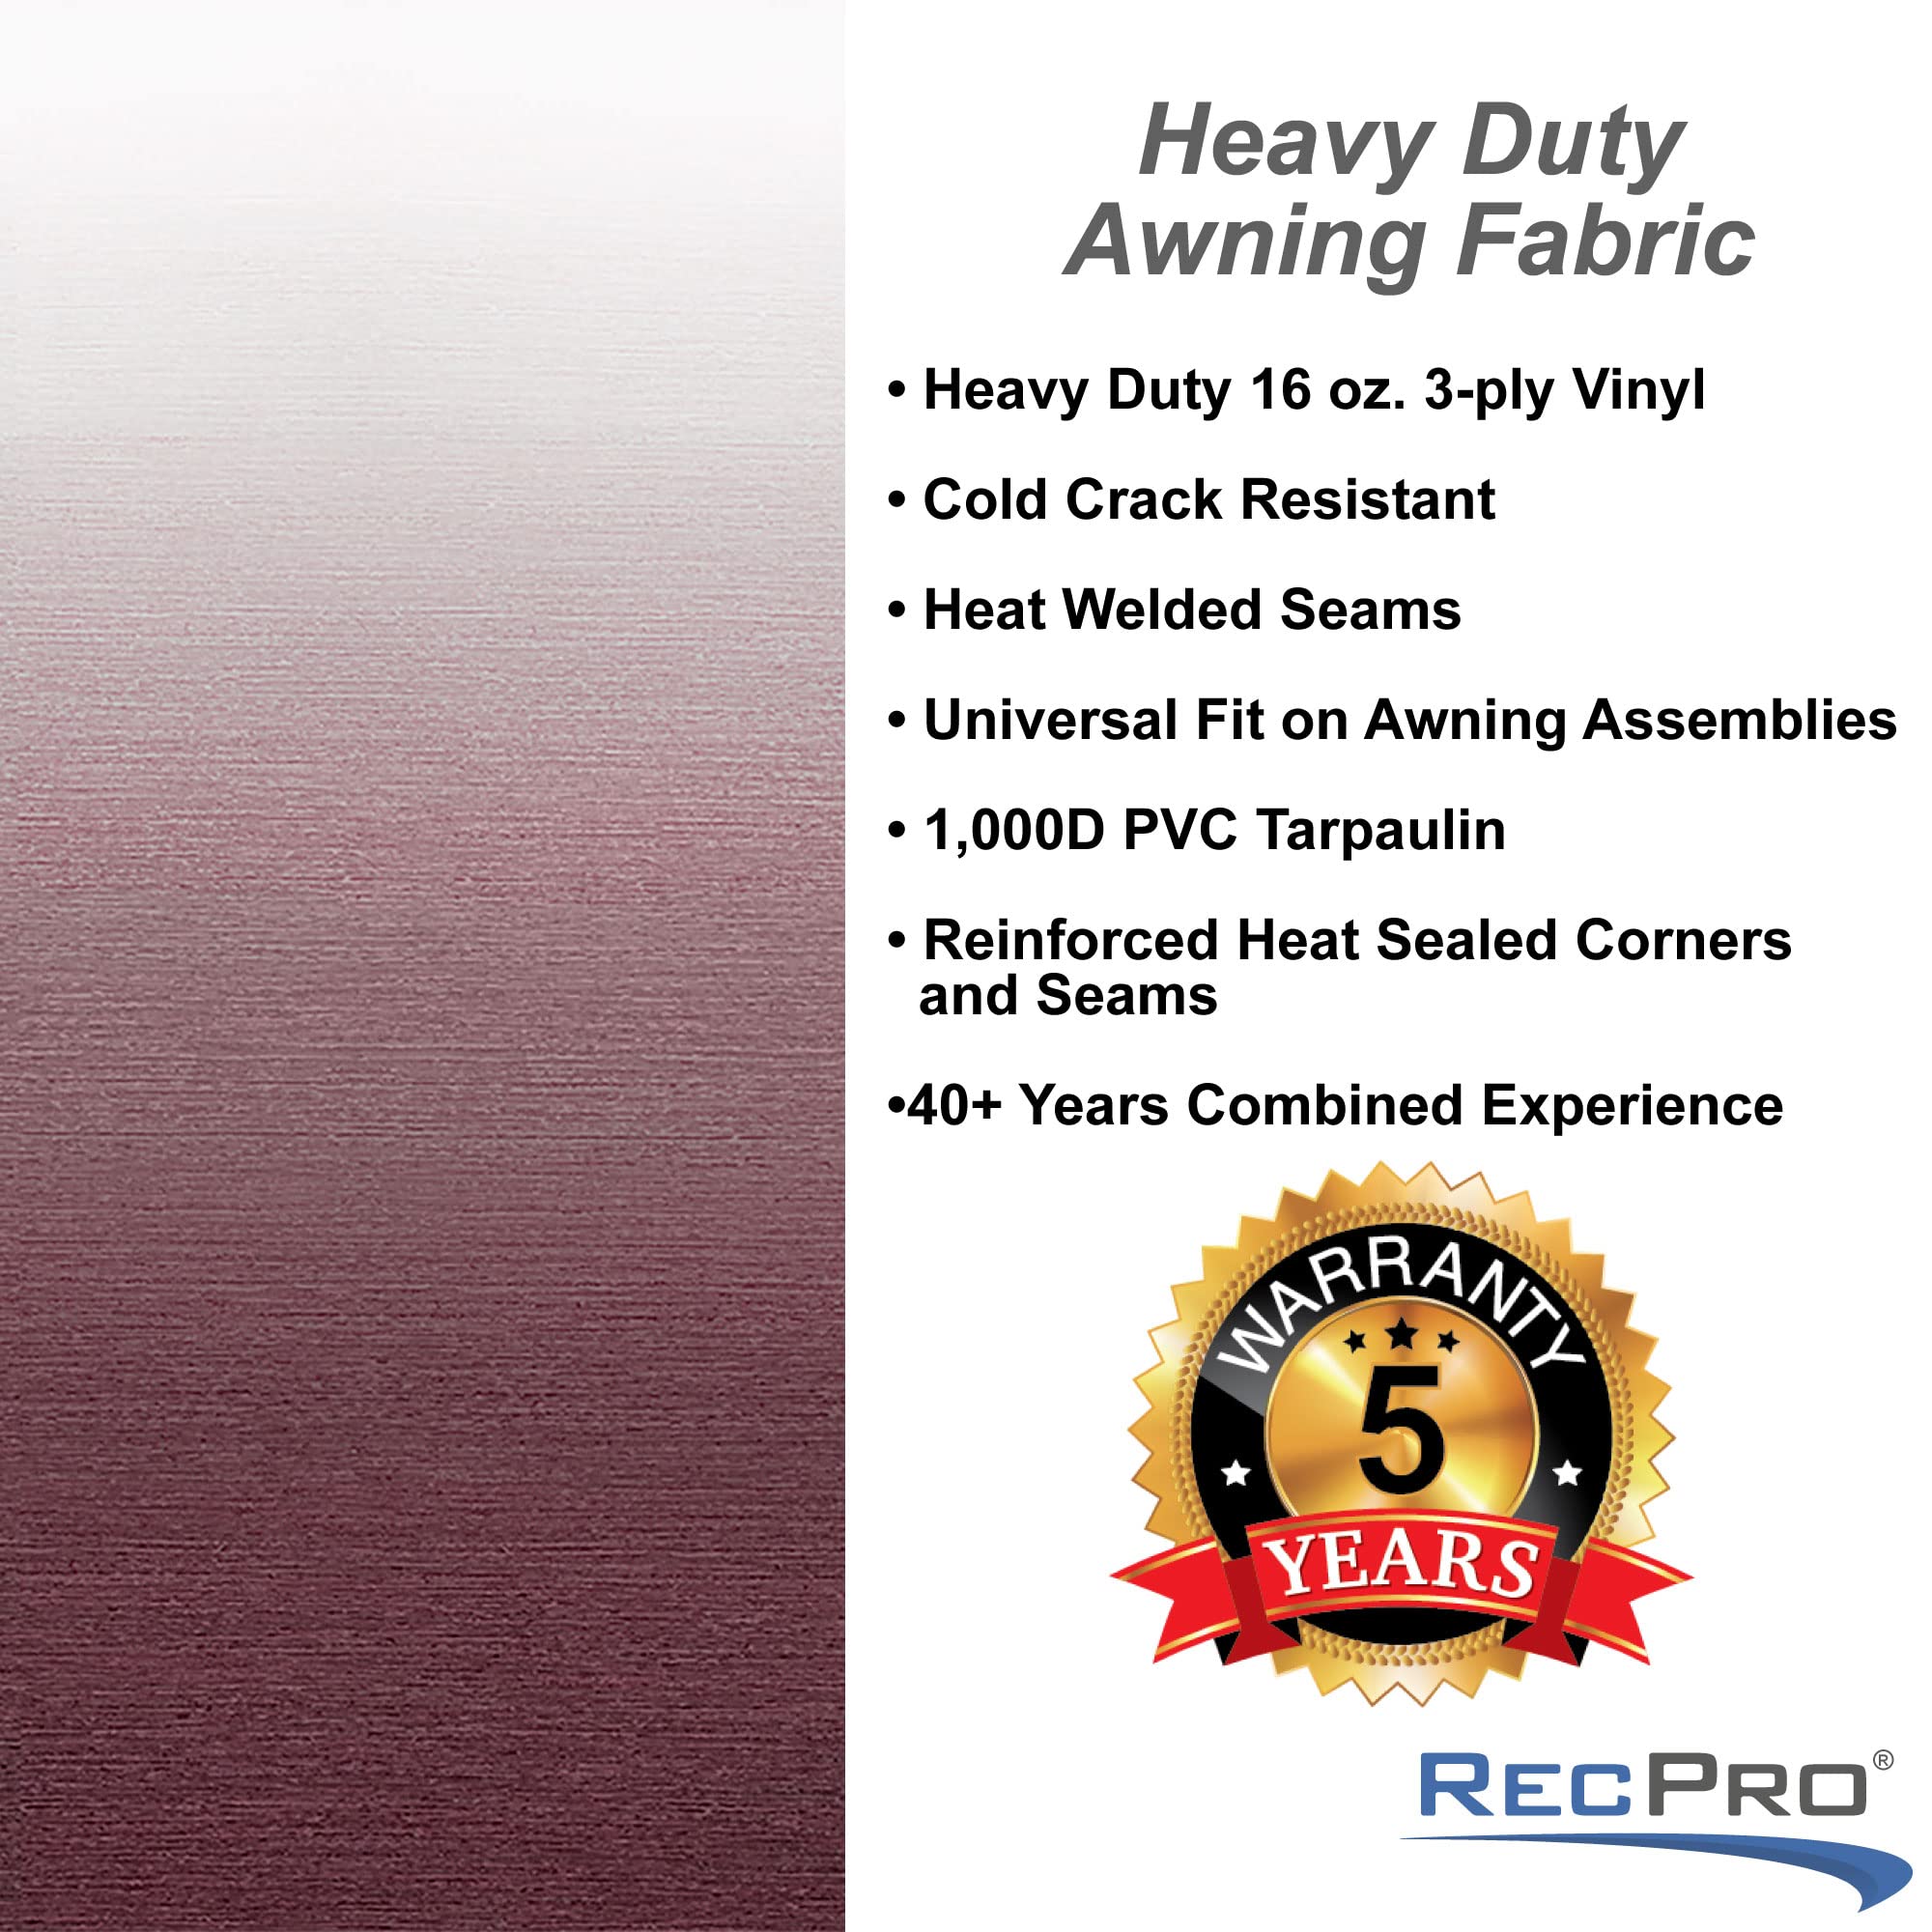 Heavy Duty
Awning Fabric
• Heavy Duty 16 oz. 3-ply Vinyl
• Cold Crack Resistant
• Heat Welded Seams
• Universal Fit on Awning Assemblies
• 1,000D PVC Tarpaulin
• Reinforced Heat Sealed Corners
and Seams
•40+ Years Combined Experience
WARRANTY
5
YEARS
RECPRO®